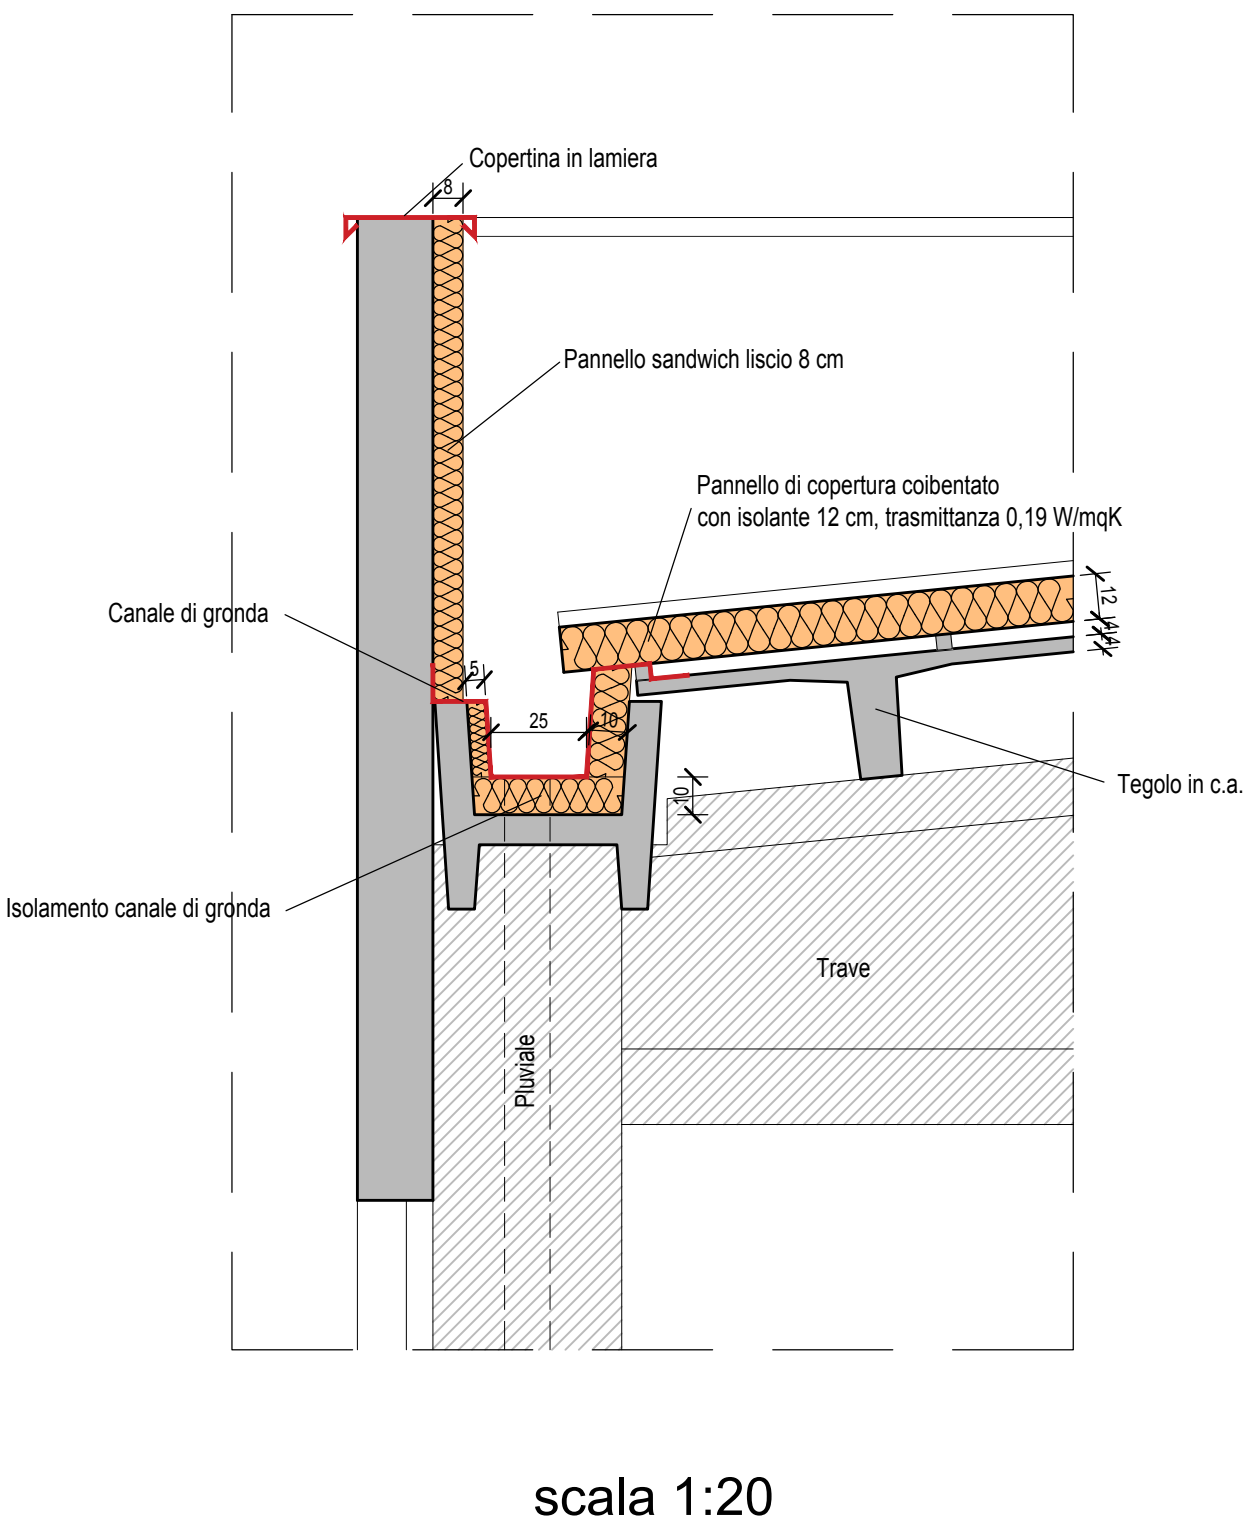 Copertina in lamiera
8
Pannello sandwich liscio 8 cm
Pannello di copertura coibentato
con isolante 12 cm, trasmittanza 0,19 W/mqK
12
4
4
Canale di gronda
5
25
10
10
Tegolo in c.a.
Isolamento canale di gronda
Trave
Pluviale
scala 1:20